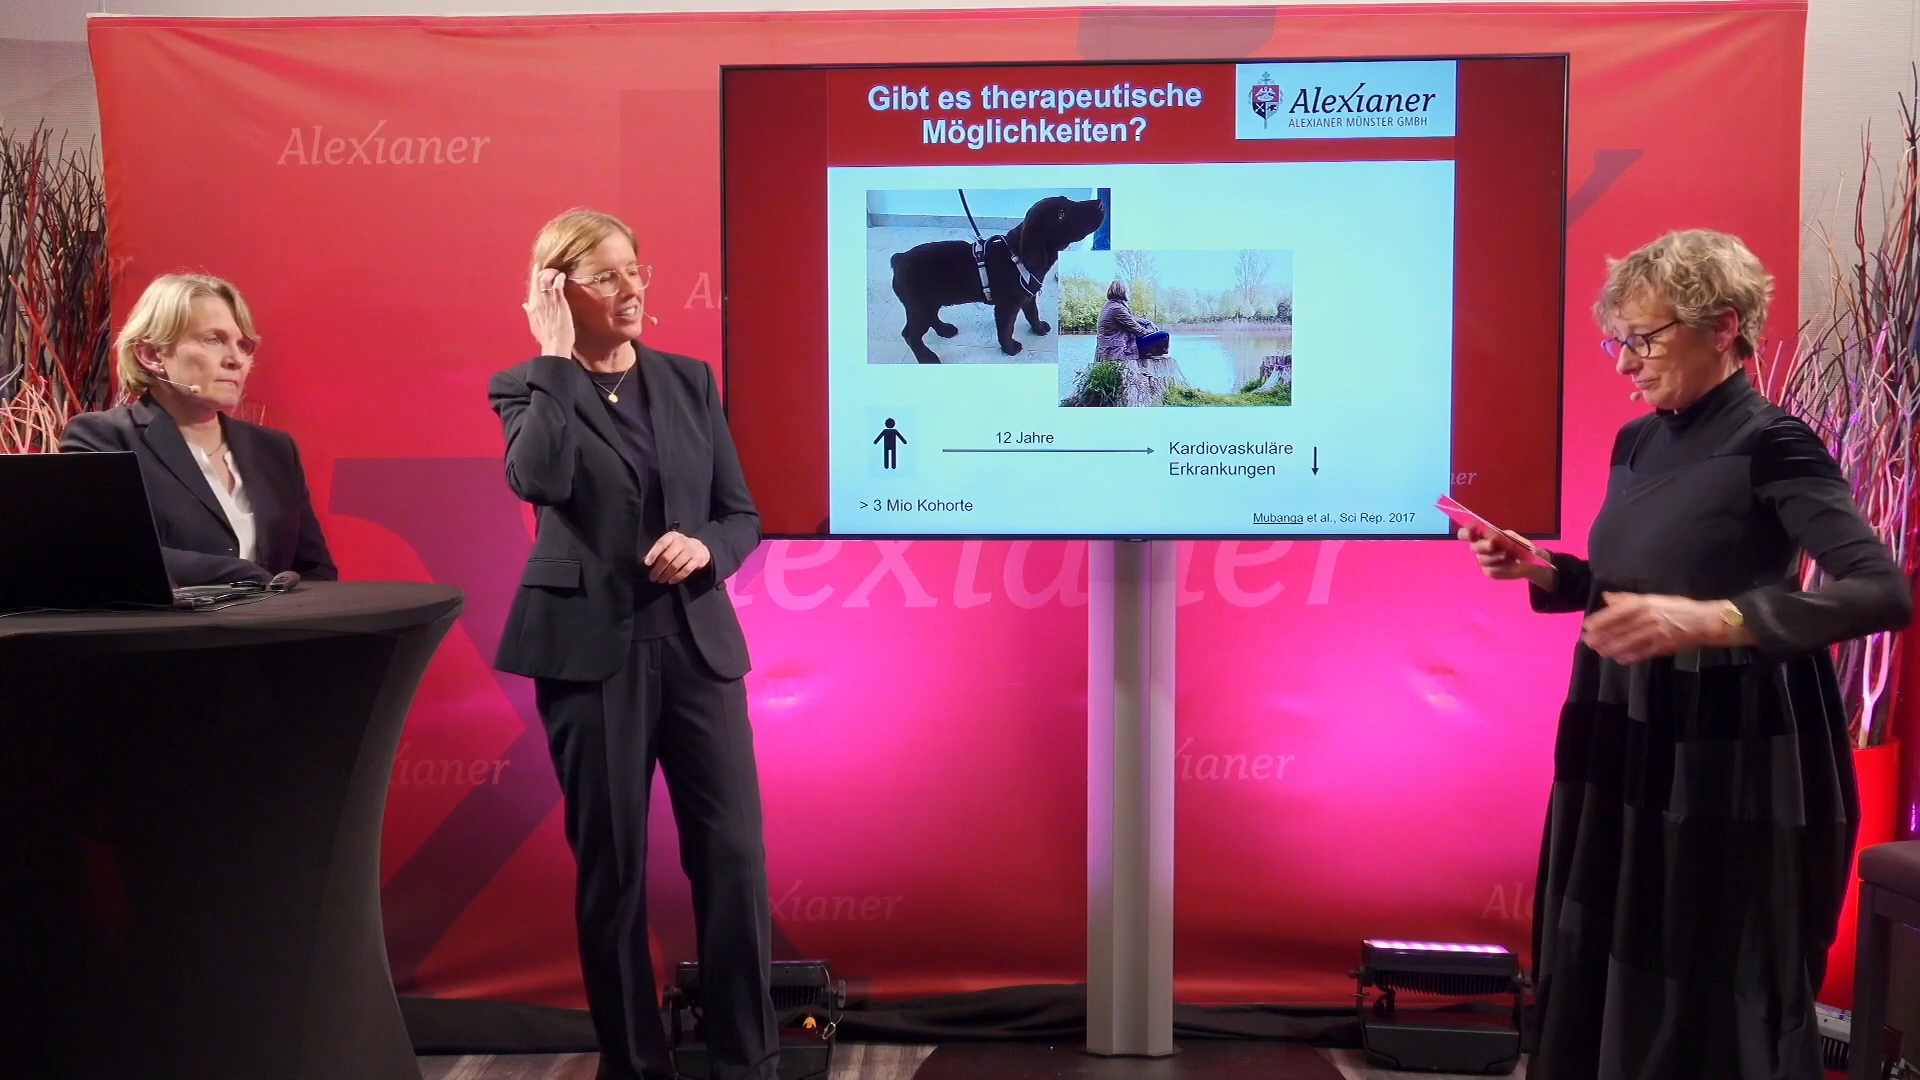 Gibt es therapeutische
Möglichkeiten?
Alexianer
ALEXIANER MÜNSTER GMBH
12 Jahre
Kardiovaskuläre
Erkrankungen
> 3 Mio Kohorte
Mubanga et al., Sci Rep. 2017
Alexianer